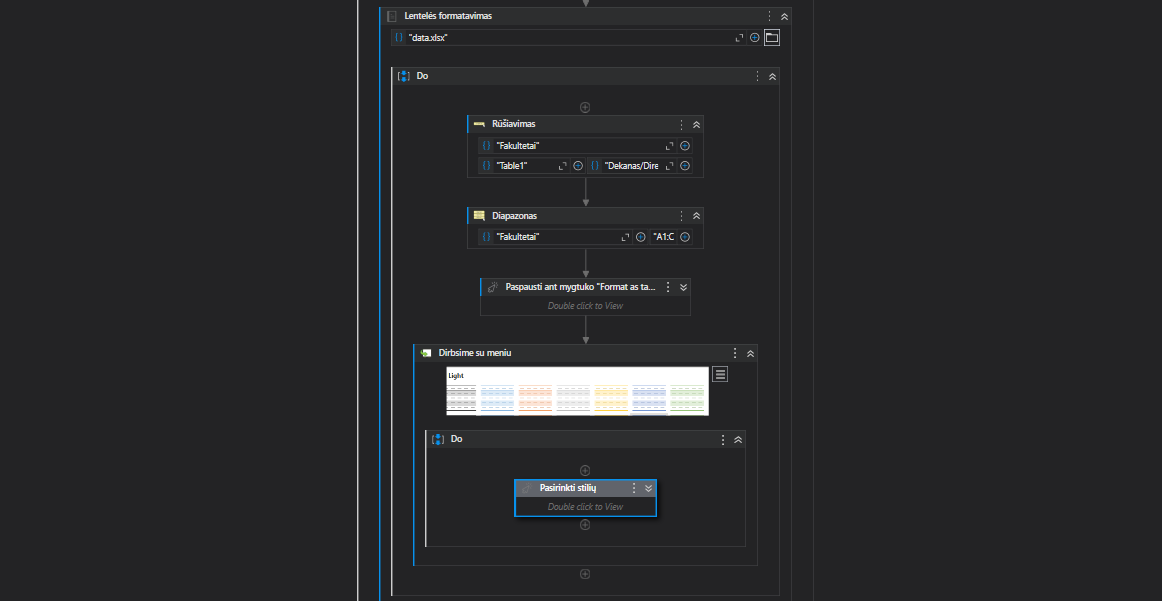 Lentelės formatavimas
"data.xlsx"
Do
Rūšiavimas
"Fakultetai"
"Table1" "Dekanas/Dire
Diapazonas
"Fakultetai" "A1:C
Paspausti ant mygtuko "Format as ta...
Double click to View
Dirbsime su meniu
Light
Do
Pasirinkti stilių
Double click to View